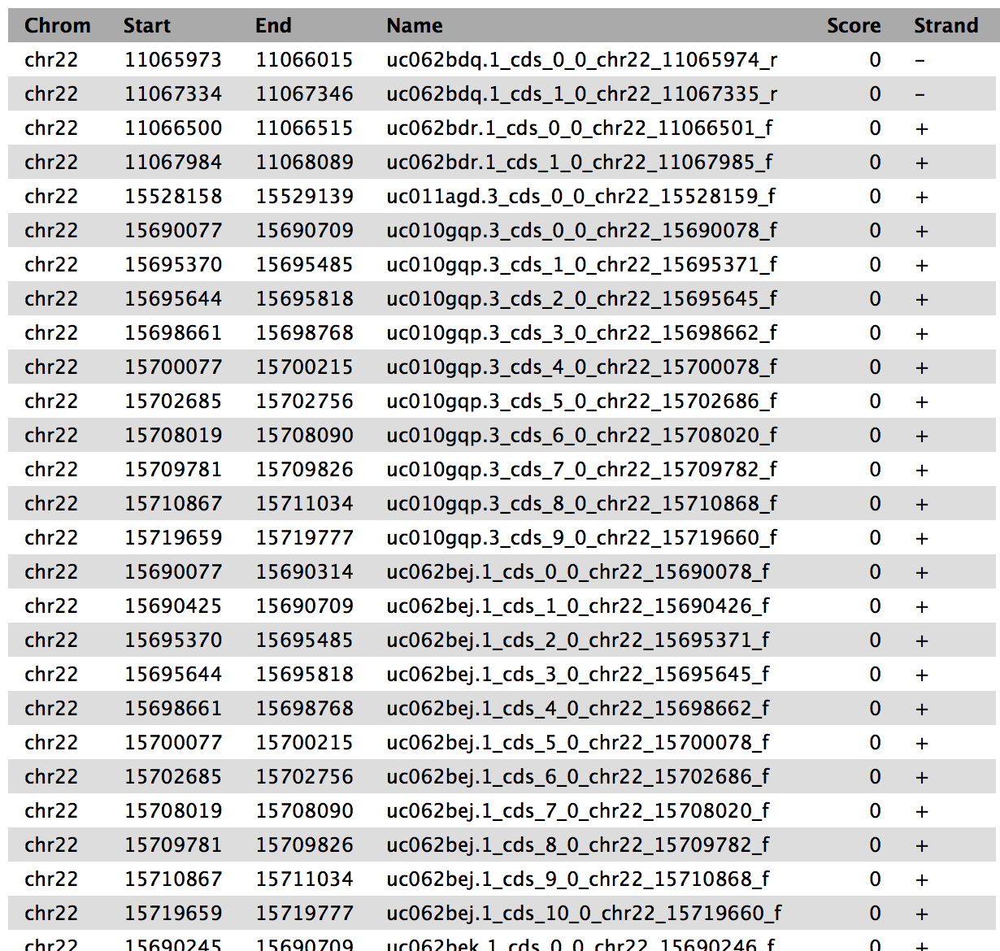 Chrom Start End Name Score Strand
chr22 11065973 11066015 uc062bdq.1_cds_0_0_chr22_11065974_r 0 -
chr22 11067334 11067346 uc062bdq.1_cds_1_0_chr22_11067335_r 0 -
chr22 11066500 11066515 uc062bdr.1_cds_0_0_chr22_11066501_f 0 +
chr22 11067984 11068089 uc062bdr.1_cds_1_0_chr22_11067985_f 0 +
chr22 15528158 15529139 uc011agd.3_cds_0_0_chr22_15528159_f 0 +
chr22 15690077 15690709 uc010gqp.3_cds_0_0_chr22_15690078_f 0 +
chr22 15695370 15695485 uc010gqp.3_cds_1_0_chr22_15695371_f 0 +
chr22 15695644 15695818 uc010gqp.3_cds_2_0_chr22_15695645_f 0 +
chr22 15698661 15698768 uc010gqp.3_cds_3_0_chr22_15698662_f 0 +
chr22 15700077 15700215 uc010gqp.3_cds_4_0_chr22_15700078_f 0 +
chr22 15702685 15702756 uc010gqp.3_cds_5_0_chr22_15702686_f 0 +
chr22 15708019 15708090 uc010gqp.3_cds_6_0_chr22_15708020_f 0 +
chr22 15709781 15709826 uc010gqp.3_cds_7_0_chr22_15709782_f 0 +
chr22 15710867 15711034 uc010gqp.3_cds_8_0_chr22_15710868_f 0 +
chr22 15719659 15719777 uc010gqp.3_cds_9_0_chr22_15719660_f 0 +
chr22 15690077 15690314 uc062bej.1_cds_0_0_chr22_15690078_f 0 +
chr22 15690425 15690709 uc062bej.1_cds_1_0_chr22_15690426_f 0 +
chr22 15695370 15695485 uc062bej.1_cds_2_0_chr22_15695371_f 0 +
chr22 15695644 15695818 uc062bej.1_cds_3_0_chr22_15695645_f 0 +
chr22 15698661 15698768 uc062bej.1_cds_4_0_chr22_15698662_f 0 +
chr22 15700077 15700215 uc062bej.1_cds_5_0_chr22_15700078_f 0 +
chr22 15702685 15702756 uc062bej.1_cds_6_0_chr22_15702686_f 0 +
chr22 15708019 15708090 uc062bej.1_cds_7_0_chr22_15708020_f 0 +
chr22 15709781 15709826 uc062bej.1_cds_8_0_chr22_15709782_f 0 +
chr22 15710867 15711034 uc062bej.1_cds_9_0_chr22_15710868_f 0 +
chr22 15719659 15719777 uc062bej.1_cds_10_0_chr22_15719660_f 0 +
chr22 15690245 15690709 uc062bek.1_cds_0_0_chr22_15690246_f 0 +